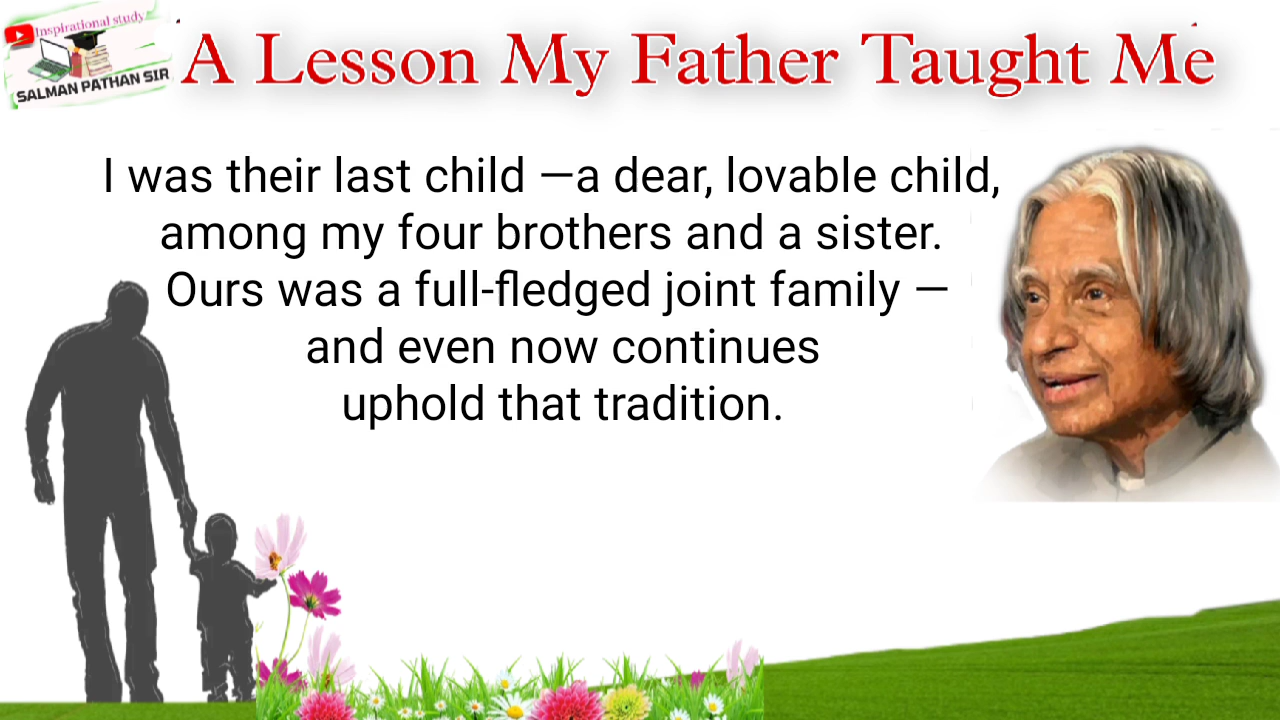 Inspirational study
SALMAN PATHAN SIR
A Lesson My Father Taught Me
I was their last child —a dear, lovable child,
among my four brothers and a sister.
Ours was a full-fledged joint family —
and even now continues
uphold that tradition.